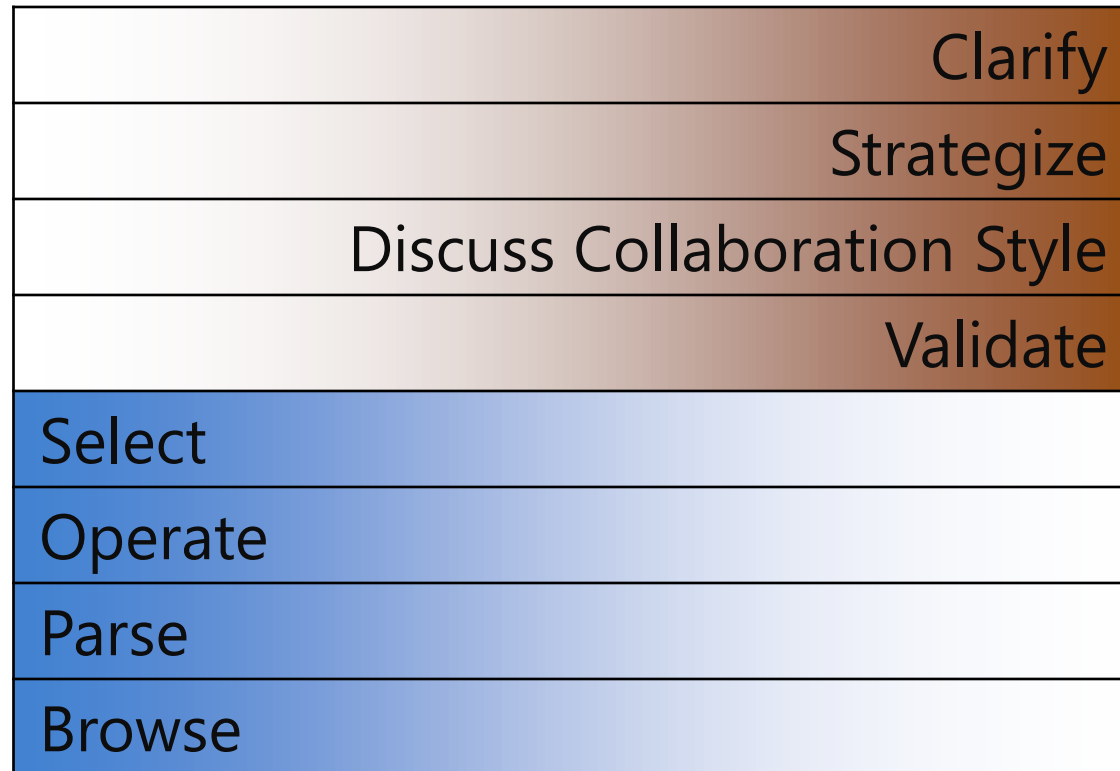 Clarify
Strategize
Discuss Collaboration Style
Validate
Select
Operate
Parse
Browse